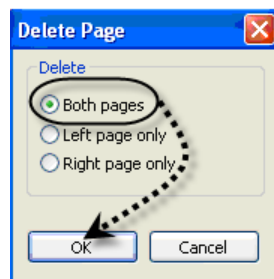 Delete Page
Delete
Both pages
Left page only
Right page only
OK
Cancel